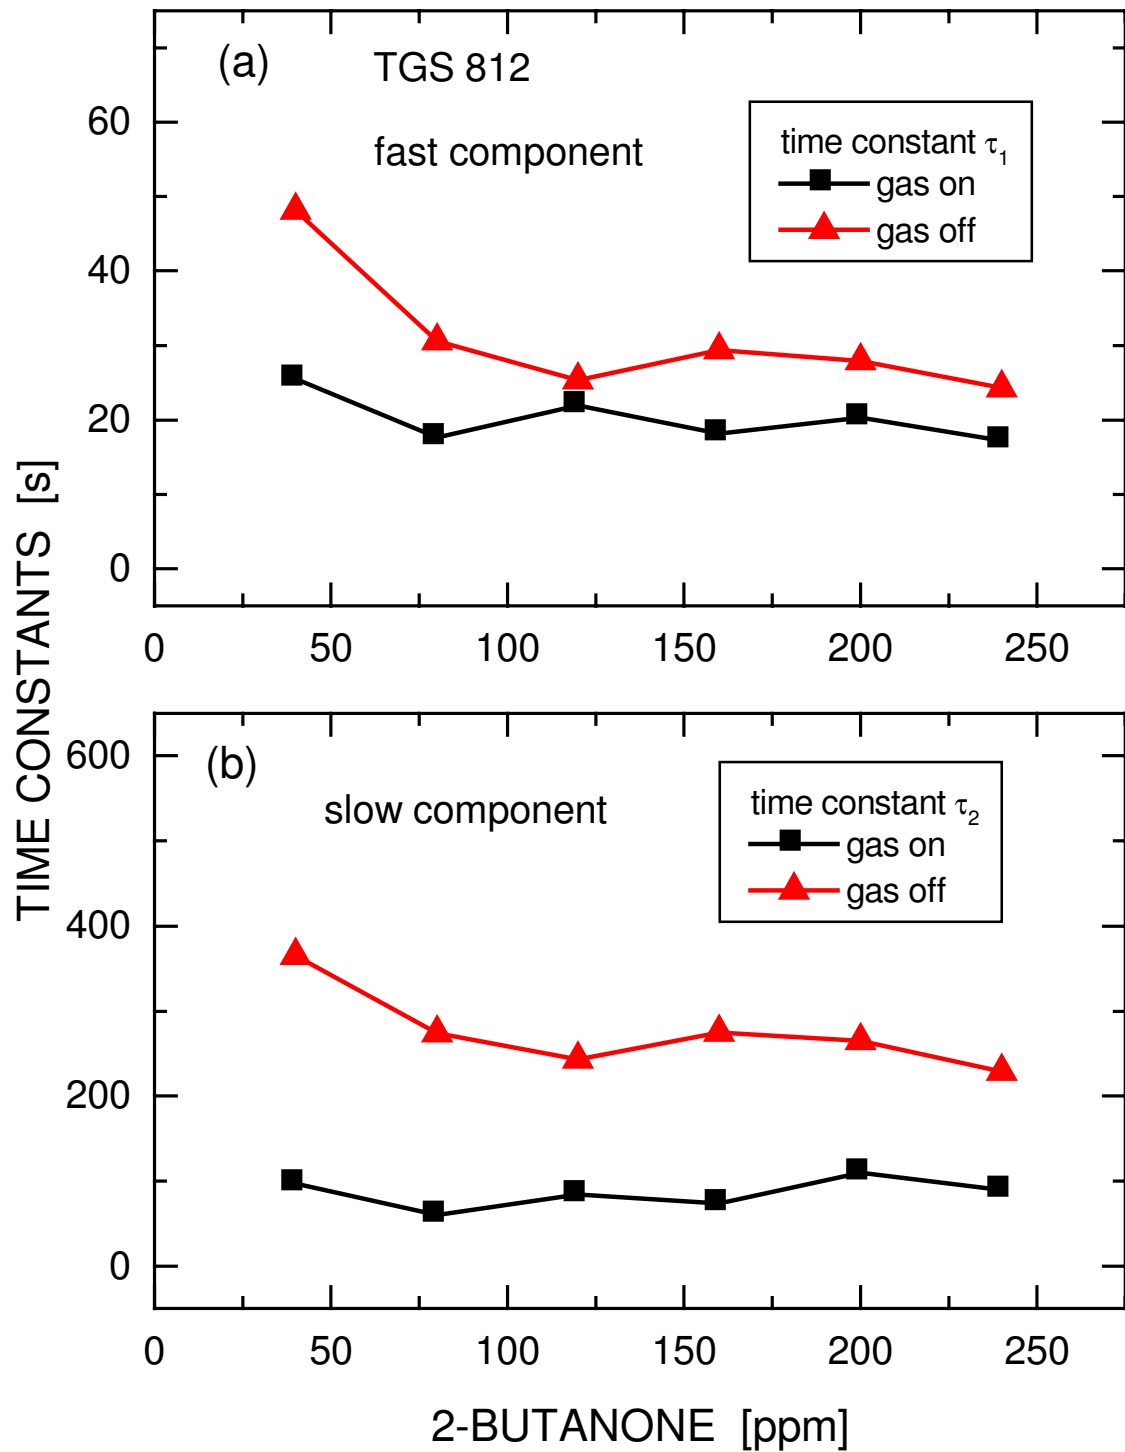 (a)
TGS 812
fast component
time constant τ1
gas on
gas off
60
40
20
0
0 50 100 150 200 250
TIME CONSTANTS [s]
(b)
slow component
time constant τ2
gas on
gas off
600
400
200
0
0 50 100 150 200 250
2-BUTANONE [ppm]